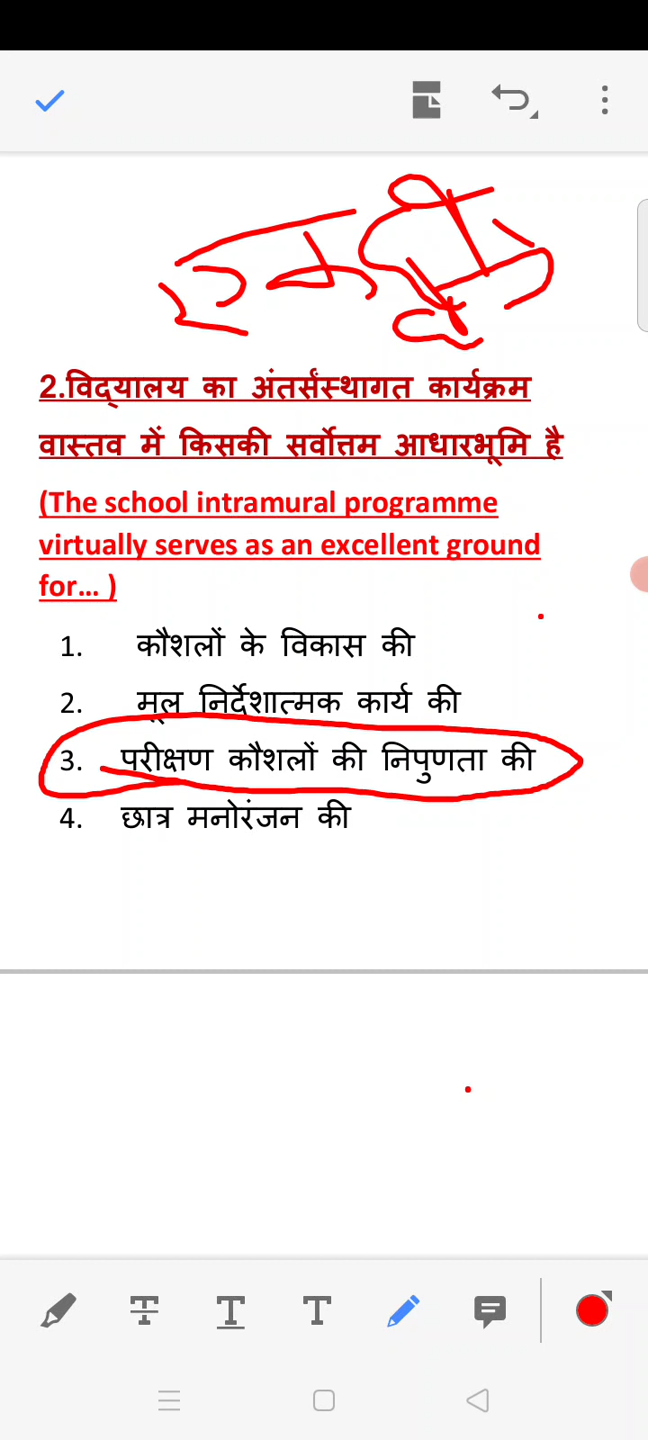 2.विद्यालय का अंतर्संस्थागत कार्यक्रम
वास्तव में किसकी सर्वोत्तम आधारभूमि है
(The school intramural programme
virtually serves as an excellent ground
for... )
1. कौशलों के विकास की
2. मूल निर्देशात्मक कार्य की
3. परीक्षण कौशलों की निपुणता की
4. छात्र मनोरंजन की